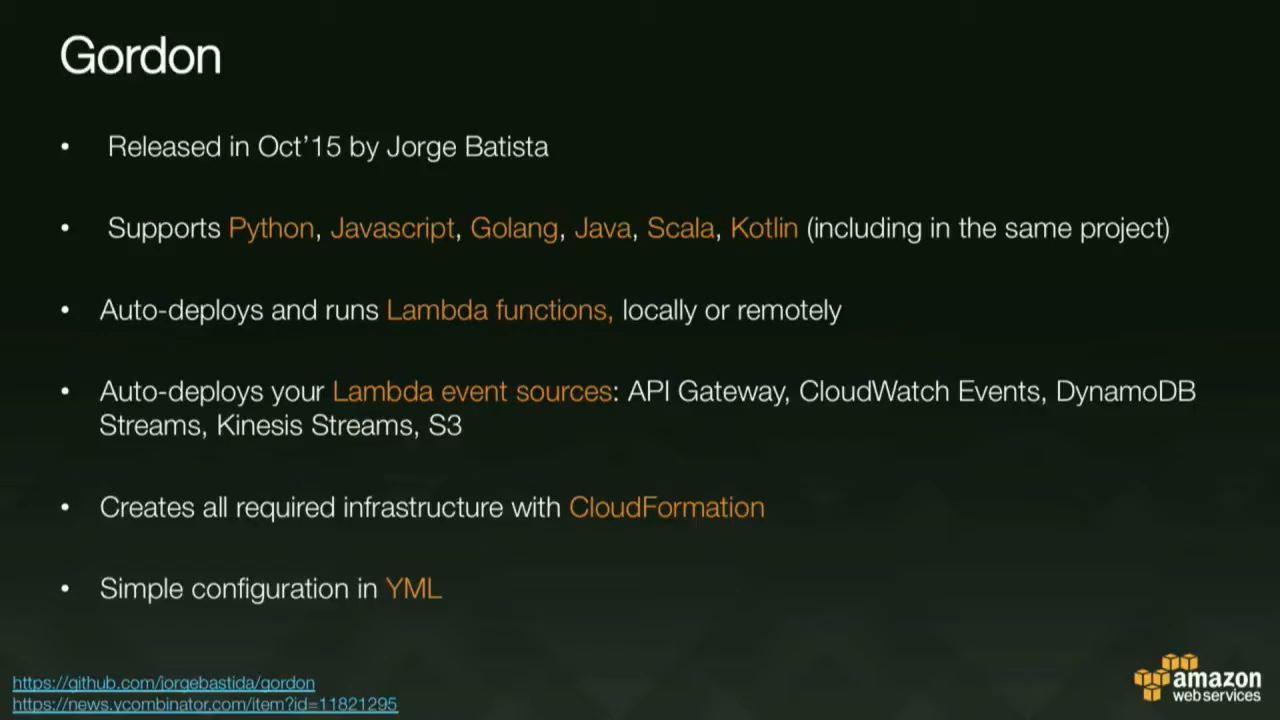 Gordon
• Released in Oct'15 by Jorge Batista
• Supports Python, Javascript, Golang, Java, Scala, Kotlin (including in the same project)
• Auto-deploys and runs Lambda functions, locally or remotely
• Auto-deploys your Lambda event sources: API Gateway, CloudWatch Events, DynamoDB
Streams, Kinesis Streams, S3
• Creates all required infrastructure with CloudFormation
• Simple configuration in YML
https://github.com/jorgebastida/gordon
https://news.ycombinator.com/item?id=11821295
amazon
web services